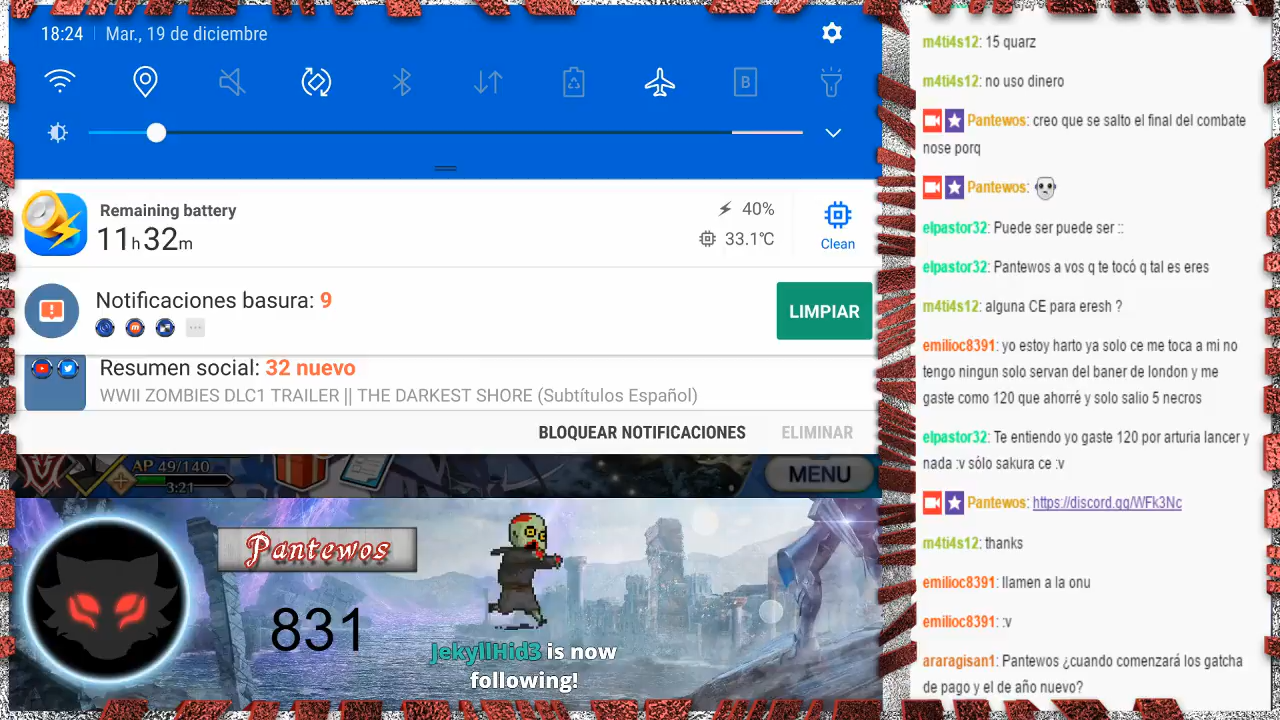 18:24 Mar., 19 de diciembre
B
Remaining battery
11h32m
40%
33.1℃
Clean
Notificaciones basura: 9
LIMPIAR
Resumen social: 32 nuevo
WWII ZOMBIES DLC1 TRAILER || THE DARKEST SHORE (Subtítulos Español)
BLOQUEAR NOTIFICACIONES ELIMINAR
AP 49/140
3:21
MENU
Pantewos
831
JekyllHid3 is now
following!
m4ti4s12: 15 quarz
m4ti4s12: no uso dinero
Pantewos: creo que se salto el final del combate
nose porq
Pantewos:
elpastor32: Puede ser puede ser ::
elpastor32: Pantewos a vos q te tocó q tal es eres
m4ti4s12: alguna CE para eresh ?
emilioc8391: yo estoy harto ya solo ce me toca a mi no
tengo ningun solo servan del baner de london y me
gaste como 120 que ahorré y solo salio 5 necros
elpastor32: Te entiendo yo gaste 120 por arturia lancer y
nada :v sólo sakura ce :v
Pantewos: https://discord.gg/WFk3Nc
m4ti4s12: thanks
emilioc8391: llamen a la onu
emilioc8391: :v
araragisan1: Pantewos ¿cuando comenzará los gatcha
de pago y el de año nuevo?